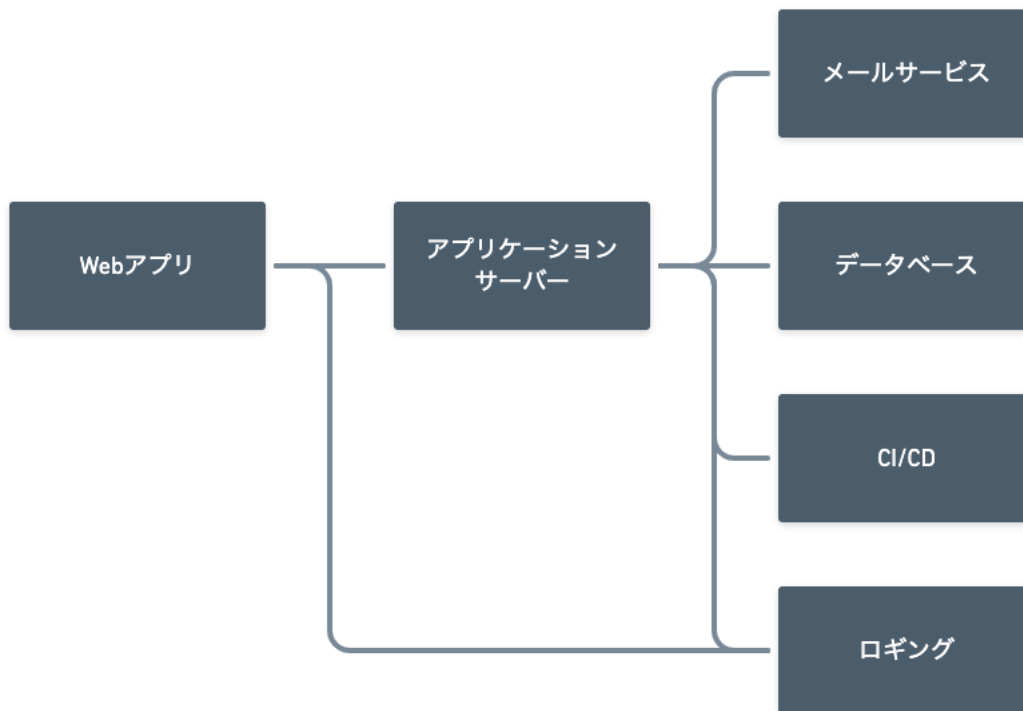 メールサービス
Webアプリ
アプリケーション
サーバー
データベース
CI/CD
ロギング